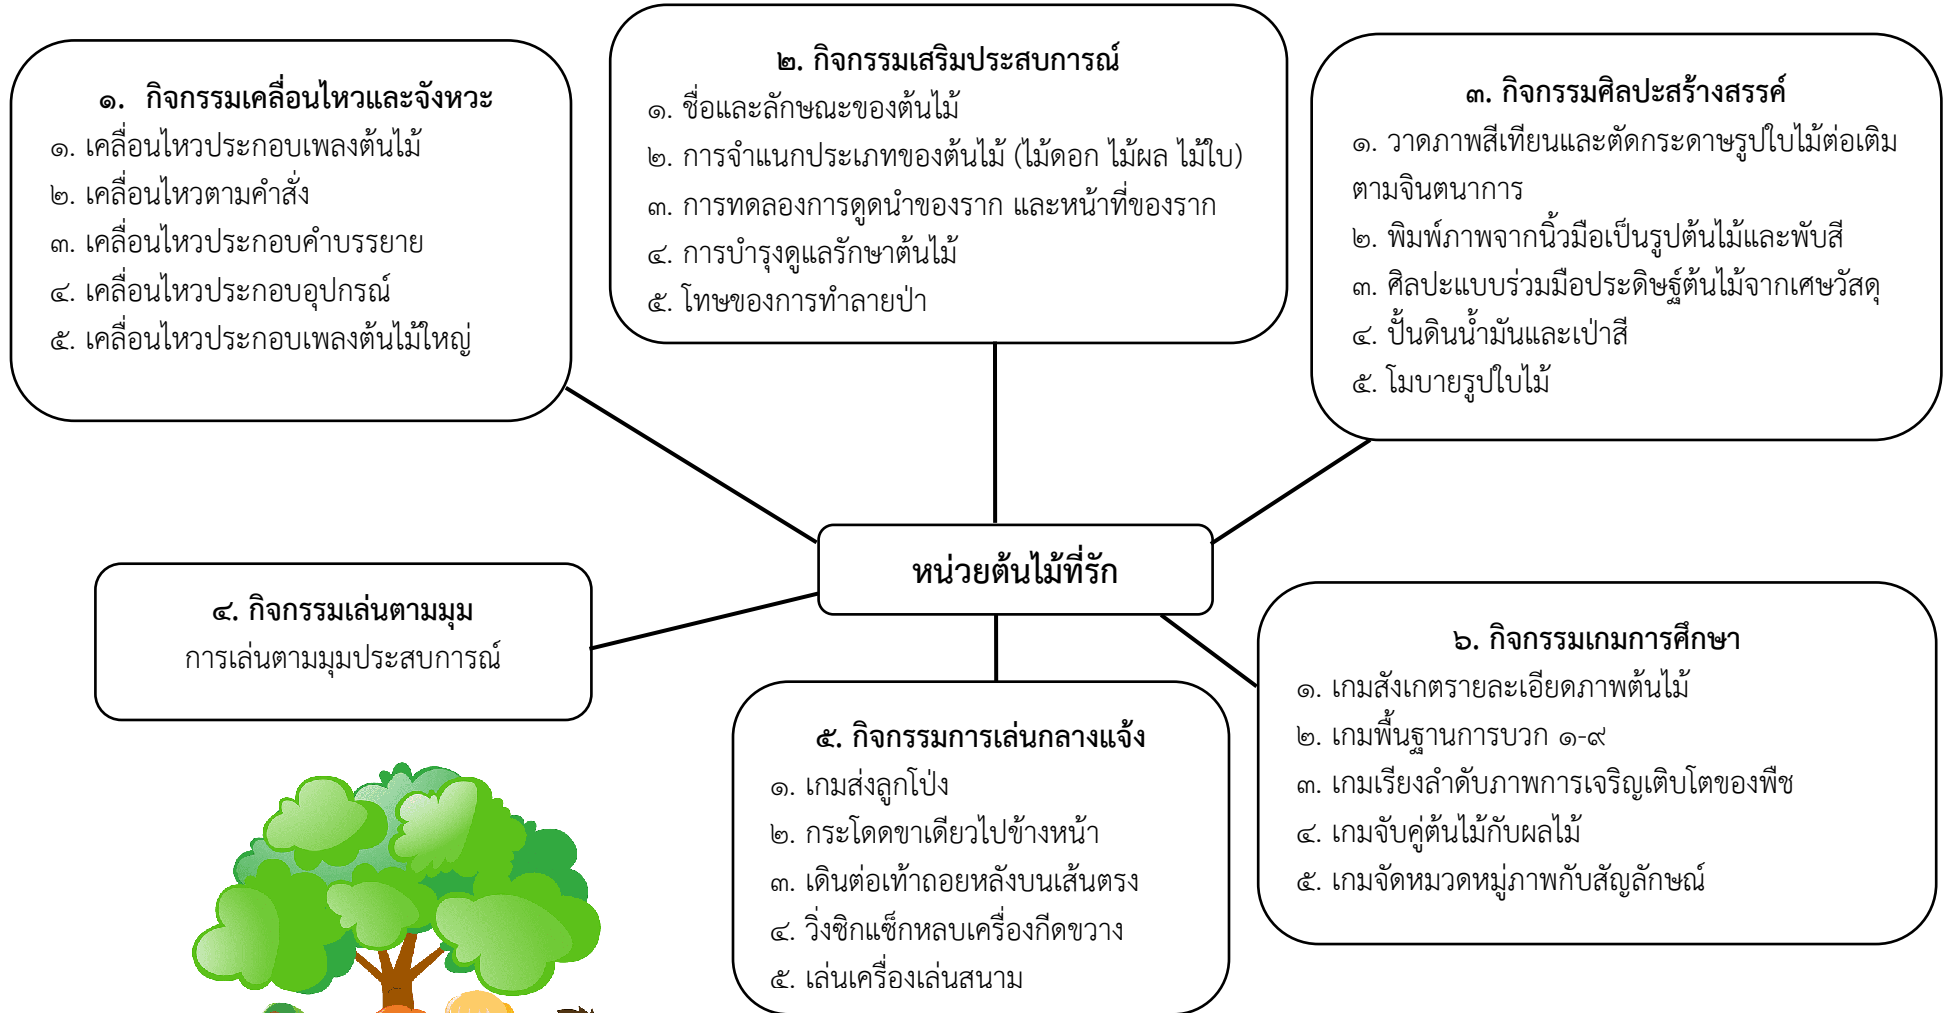 ๑. กิจกรรมเคลื่อนไหวและจังหวะ
๑. เคลื่อนไหวประกอบเพลงต้นไม้
๒. เคลื่อนไหวตามคำสั่ง
๓. เคลื่อนไหวประกอบคำบรรยาย
๔. เคลื่อนไหวประกอบอุปกรณ์
๕. เคลื่อนไหวประกอบเพลงต้นไม้ใหญ่
๒. กิจกรรมเสริมประสบการณ์
๑. ชื่อและลักษณะของต้นไม้
๒. การจำแนกประเภทของต้นไม้ (ไม้ดอก ไม้ผล ไม้ใบ)
๓. การทดลองการดูดนำของราก และหน้าที่ของราก
๔. การบำรุงดูแลรักษาต้นไม้
๕. โทษของการทำลายป่า
๓. กิจกรรมศิลปะสร้างสรรค์
๑. วาดภาพสีเทียนและตัดกระดาษรูปใบไม้ต่อเติม
ตามจินตนาการ
๒. พิมพ์ภาพจากนิ้วมือเป็นรูปต้นไม้และพับสี
๓. ศิลปะแบบร่วมมือประดิษฐ์ต้นไม้จากเศษวัสดุ
๔. ปั้นดินน้ำมันและเป่าสี
๕. โมบายรูปใบไม้
หน่วยต้นไม้ที่รัก
๔. กิจกรรมเล่นตามมุม
การเล่นตามมุมประสบการณ์
๕. กิจกรรมการเล่นกลางแจ้ง
๑. เกมส่งลูกโป่ง
๒. กระโดดขาเดียวไปข้างหน้า
๓. เดินต่อเท้าถอยหลังบนเส้นตรง
๔. วิ่งซิกแซ็กหลบเครื่องกีดขวาง
๕. เล่นเครื่องเล่นสนาม
๖. กิจกรรมเกมการศึกษา
๑. เกมสังเกตรายละเอียดภาพต้นไม้
๒. เกมพื้นฐานการบวก ๑-๙
๓. เกมเรียงลำดับภาพการเจริญเติบโตของพืช
๔. เกมจับคู่ต้นไม้กับผลไม้
๕. เกมจัดหมวดหมู่ภาพกับสัญลักษณ์